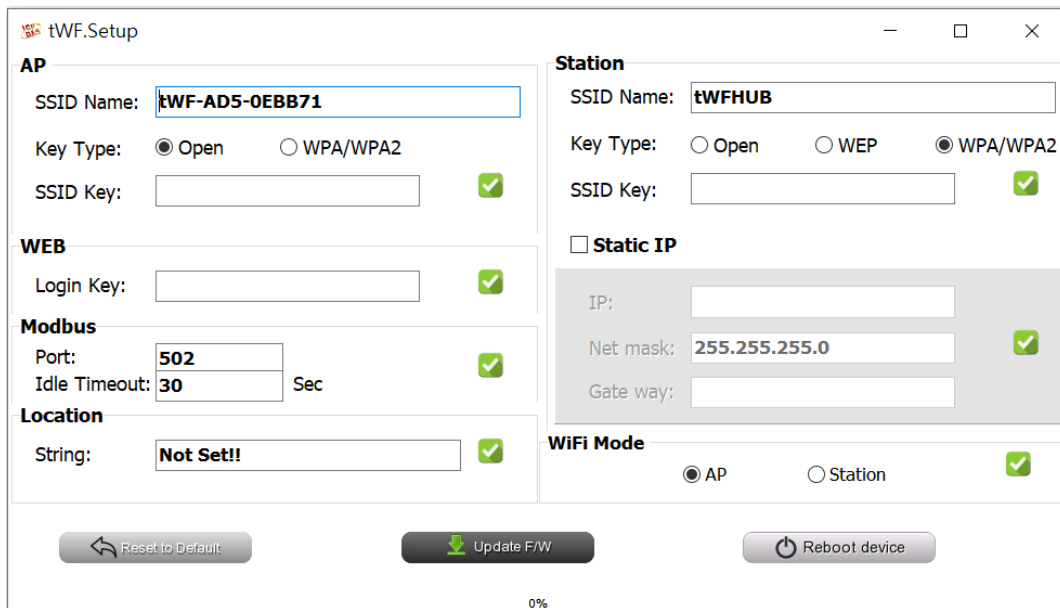 tWF.Setup
AP
SSID Name: tWF-AD5-0EBB71
Key Type: Open WPA/WPA2
SSID Key:
WEB
Login Key:
Modbus
Port: 502
Idle Timeout: 30 Sec
Location
String: Not Set!!
Station
SSID Name: tWFHUB
Key Type: Open WEP WPA/WPA2
SSID Key:
Static IP
IP:
Net mask: 255.255.255.0
Gate way:
WiFi Mode
AP Station
Reset to Default Update F/W Reboot device
0%